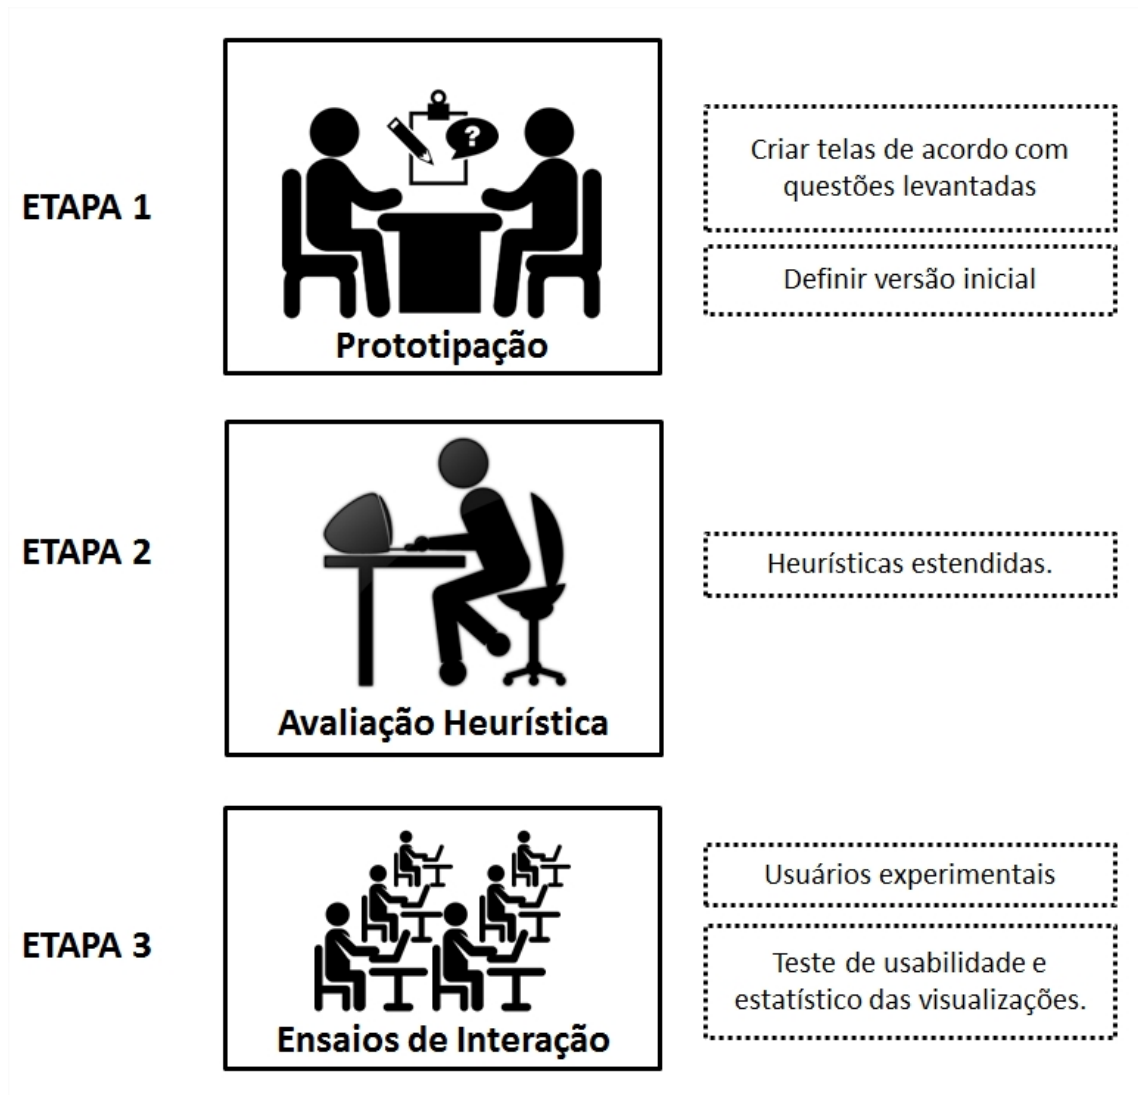 ETAPA 1
?
Prototipação
Criar telas de acordo com
questões levantadas
Definir versão inicial
ETAPA 2
Avaliação Heurística
Heurísticas estendidas.
ETAPA 3
Ensaios de Interação
Usuários experimentais
Teste de usabilidade e
estatístico das visualizações.